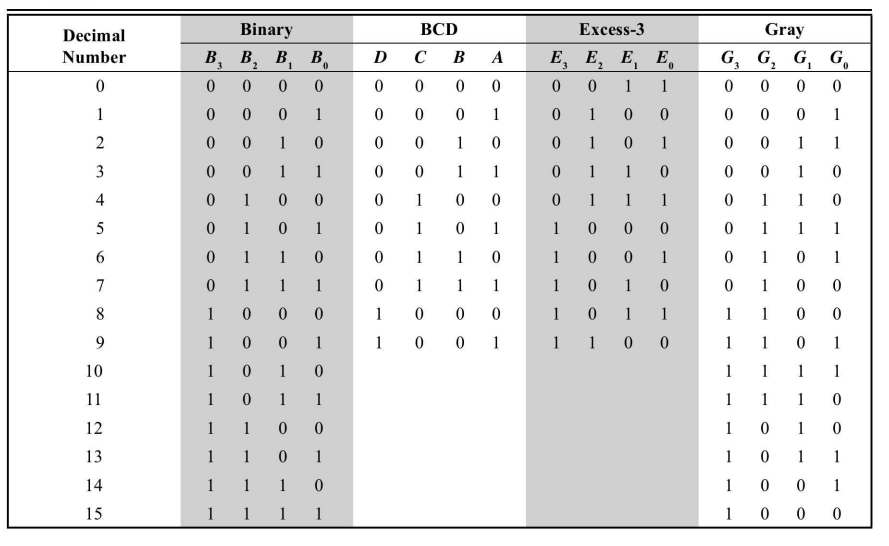 Decimal Number Binary BCD Excess-3 Gray
B3 B2 B1 B0 D C B A E3 E2 E1 E0 G3 G2 G1 G0
0 0 0 0 0 0 0 0 0 0 0 1 1 0 0 0 0
1 0 0 0 1 0 0 0 1 0 1 0 0 0 0 0 1
2 0 0 1 0 0 0 1 0 0 1 0 1 0 0 1 1
3 0 0 1 1 0 0 1 1 0 1 1 0 0 0 1 0
4 0 1 0 0 0 1 0 0 0 1 1 1 0 1 1 0
5 0 1 0 1 0 1 0 1 1 0 0 0 0 1 1 1
6 0 1 1 0 0 1 1 0 1 0 0 1 0 1 0 1
7 0 1 1 1 0 1 1 1 1 0 1 0 0 1 0 0
8 1 0 0 0 1 0 0 0 1 0 1 1 1 1 0 0
9 1 0 0 1 1 0 0 1 1 1 0 0 1 1 0 1
10 1 0 1 0 1 1 1 1
11 1 0 1 1 1 1 1 0
12 1 1 0 0 1 0 1 0
13 1 1 0 1 1 0 1 1
14 1 1 1 0 1 0 0 1
15 1 1 1 1 1 0 0 0